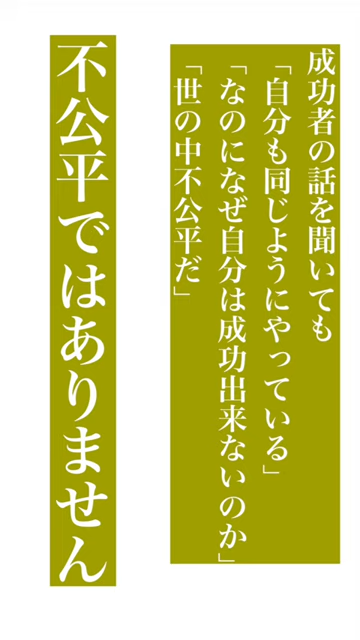 成功者の話を聞いても
「自分も同じようにやっている」
「なのになぜ自分は成功出来ないのか」
「世の中不公平だ」
不公平ではありません